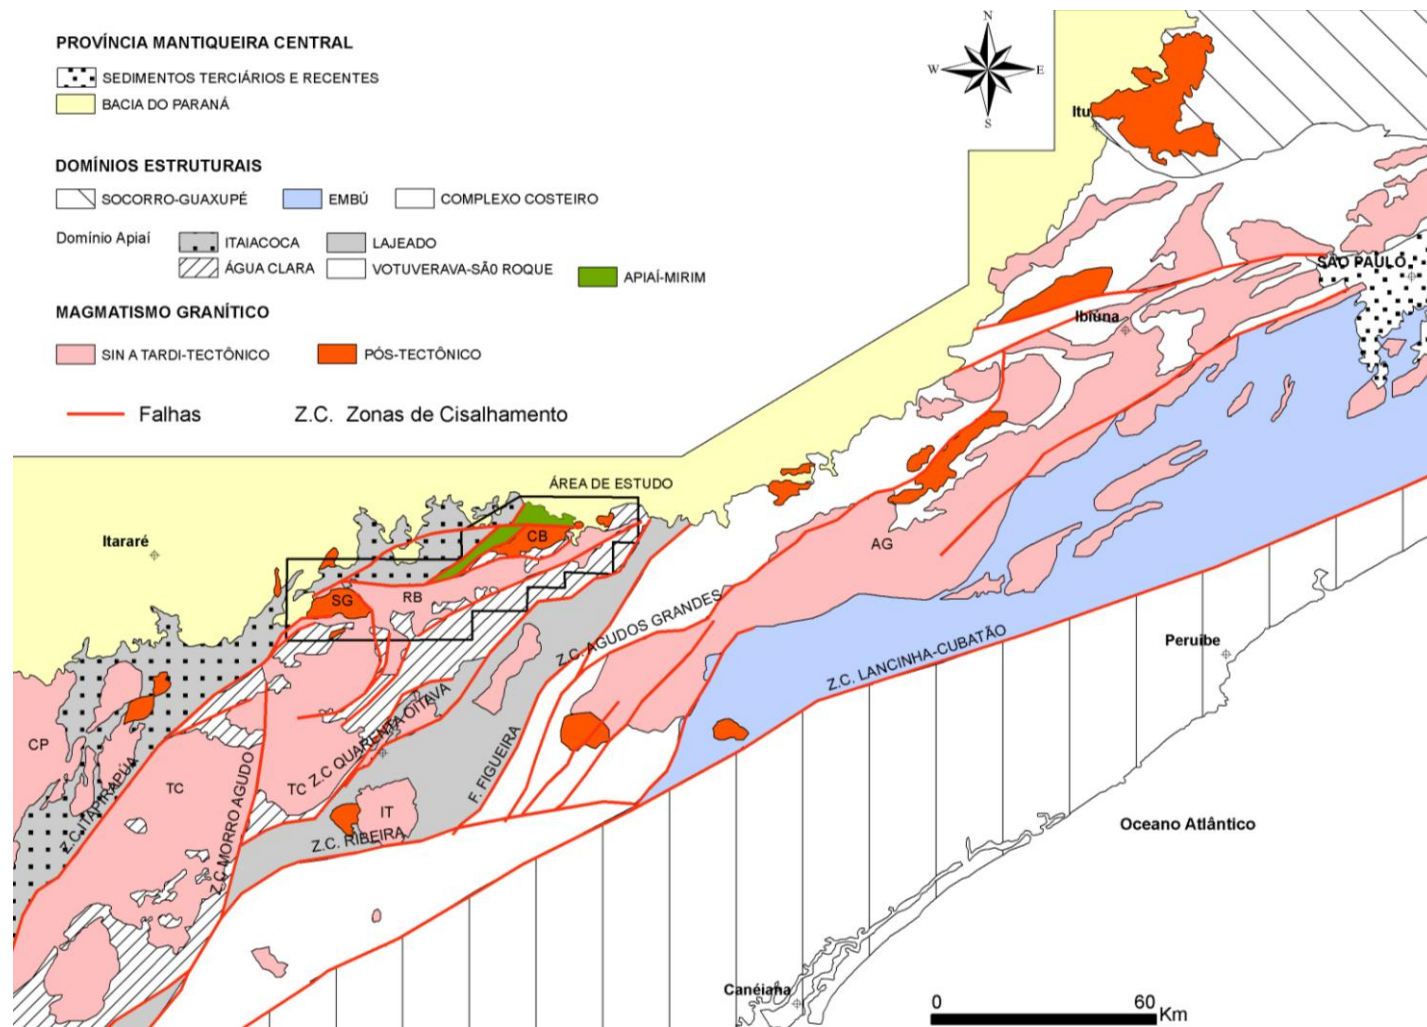 PROVÍNCIA MANTIQUEIRA CENTRAL
SEDIMENTOS TERCIÁRIOS E RECENTES
BACIA DO PARANÁ
DOMÍNIOS ESTRUTURAIS
SOCORRO-GUAXUPÉ
EMBÚ
COMPLEXO COSTEIRO
Domínio Apiaí
ITAIACOCA
LAJEADO
ÁGUA CLARA
VOTUVERAVA-SÃ0 ROQUE
APIAÍ-MIRIM
MAGMATISMO GRANÍTICO
SIN A TARDI-TECTÔNICO
PÓS-TECTÔNICO
Falhas
Z.C. Zonas de Cisalhamento
N
W
E
S
Itu
SÃO PAULO
Ibiúna
ÁREA DE ESTUDO
Itararé
CB
AG
SG
RB
Z.C. AGUDOS GRANDES
Peruíbe
Z.C. LANCINHA-CUBATÃO
Z.C QUARENTA-OITAVA
CP
TC
TC
F. FIGUEIRA
Z.C. ITAPIRAPÚA
Z.C MORRO AGUDO
IT
Z.C. RIBEIRA
Oceano Atlântico
Canéiana
0
60
Km